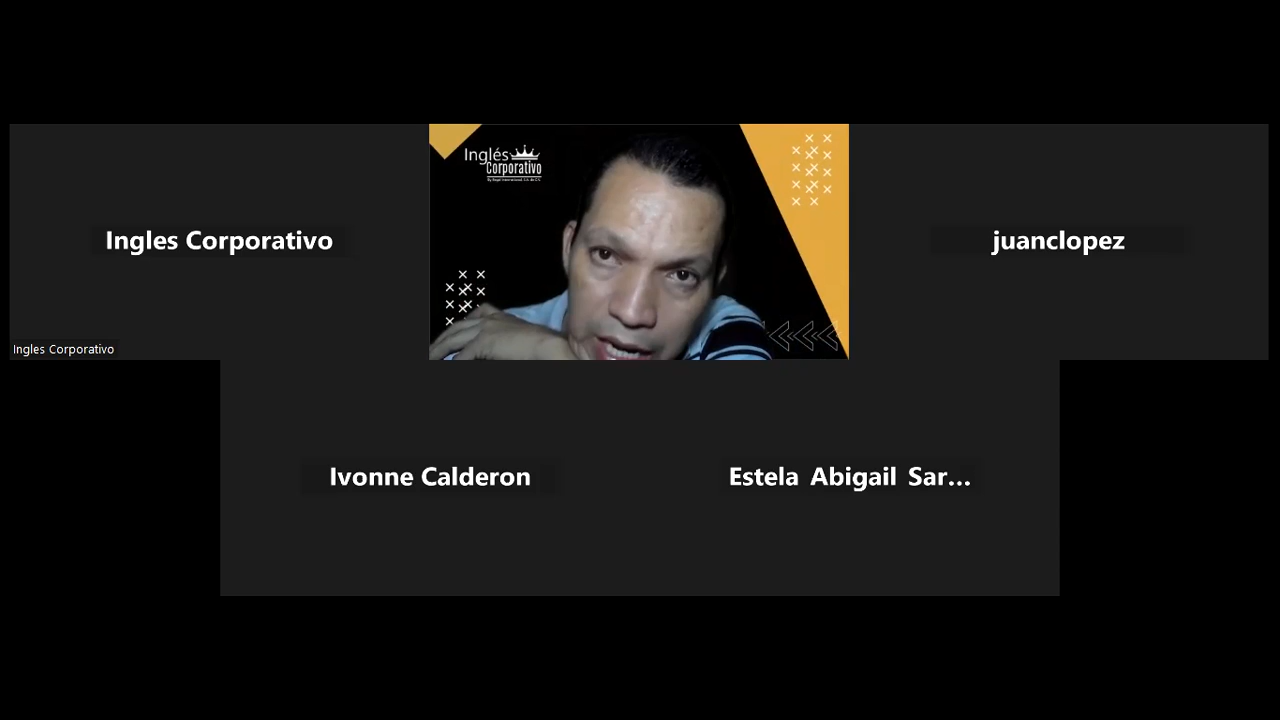 Ingles Corporativo
Inglés
Corporativo
juanclopez
Ingles Corporativo
Ivonne Calderon
Estela Abigail Sar...